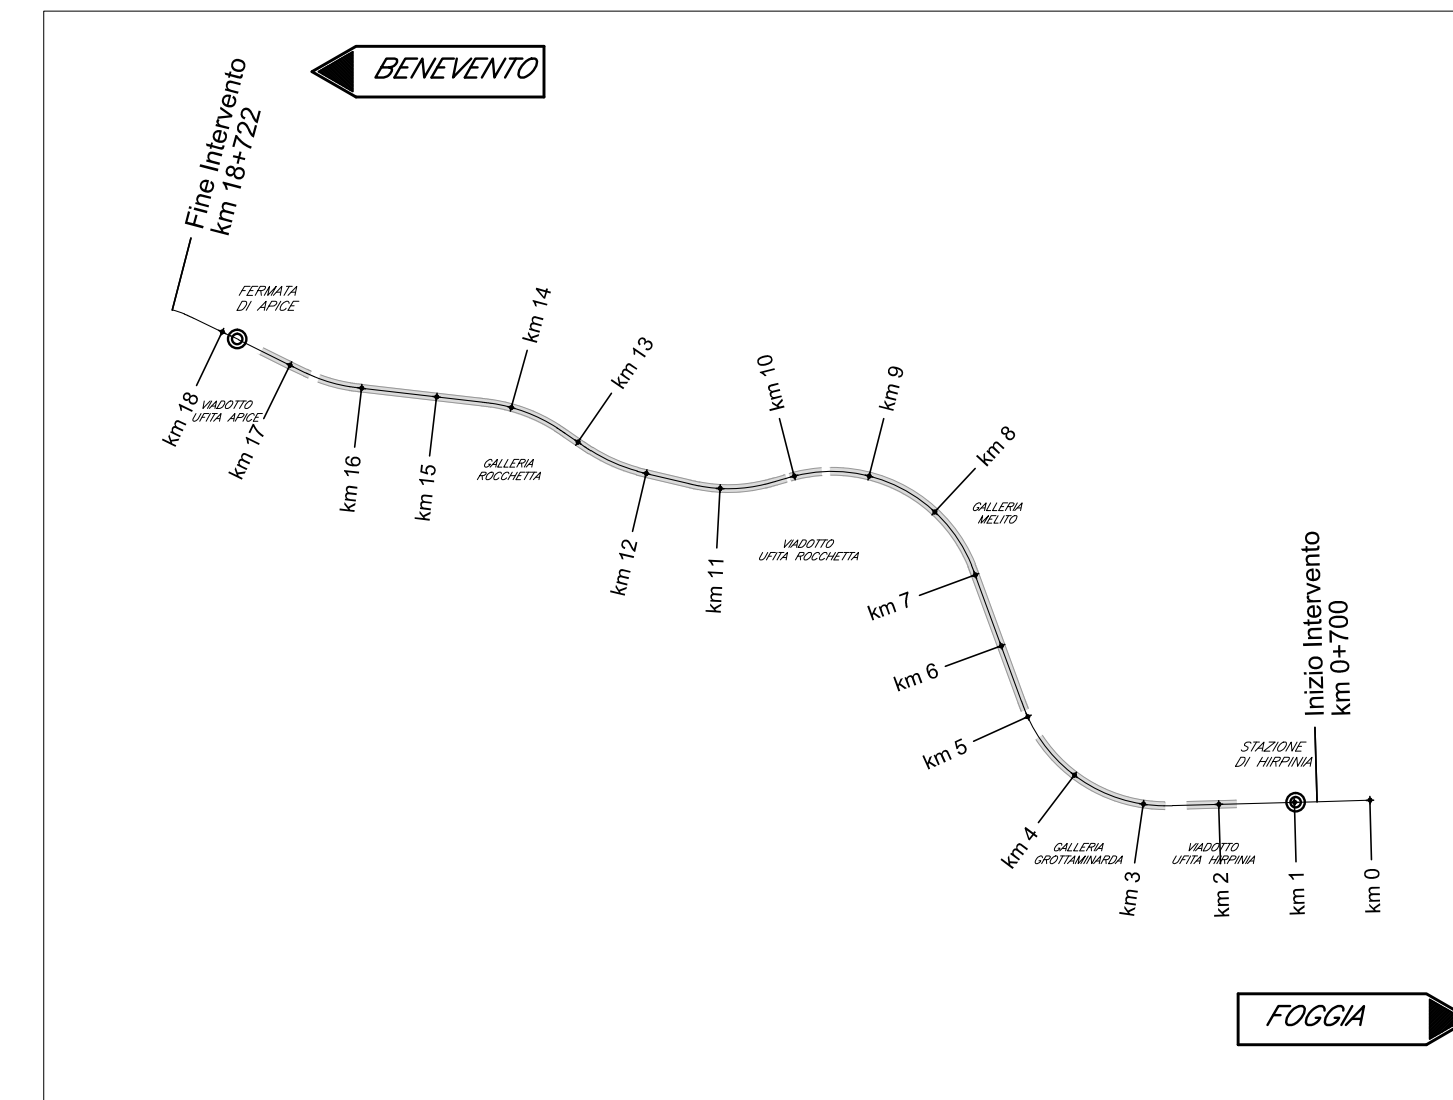 BENEVENTO
Fine Intervento
km 18+722
FERMATA
DI APICE
km 18
VIADOTTO
UFITA APICE
km 17
km 16
km 15
km 14
GALLERIA
ROCCHETTA
km 13
km 12
km 11
km 10
VIADOTTO
UFITA ROCCHETTA
km 9
km 8
GALLERIA
MELITO
km 7
km 6
km 5
km 4
GALLERIA
GROTTAMINARDA
km 3
VIADOTTO
UFITA HIRPINIA
km 2
STAZIONE
DI HIRPINIA
km 1
Inizio Intervento
km 0+700
km 0
FOGGIA